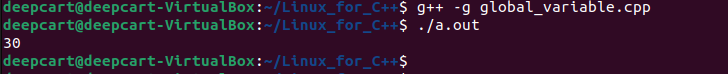 deepcart@deepcart-VirtualBox:~/Linux_for_C++$ g++ -g global_variable.cpp
deepcart@deepcart-VirtualBox:~/Linux_for_C++$ ./a.out
30
deepcart@deepcart-VirtualBox:~/Linux_for_C++$